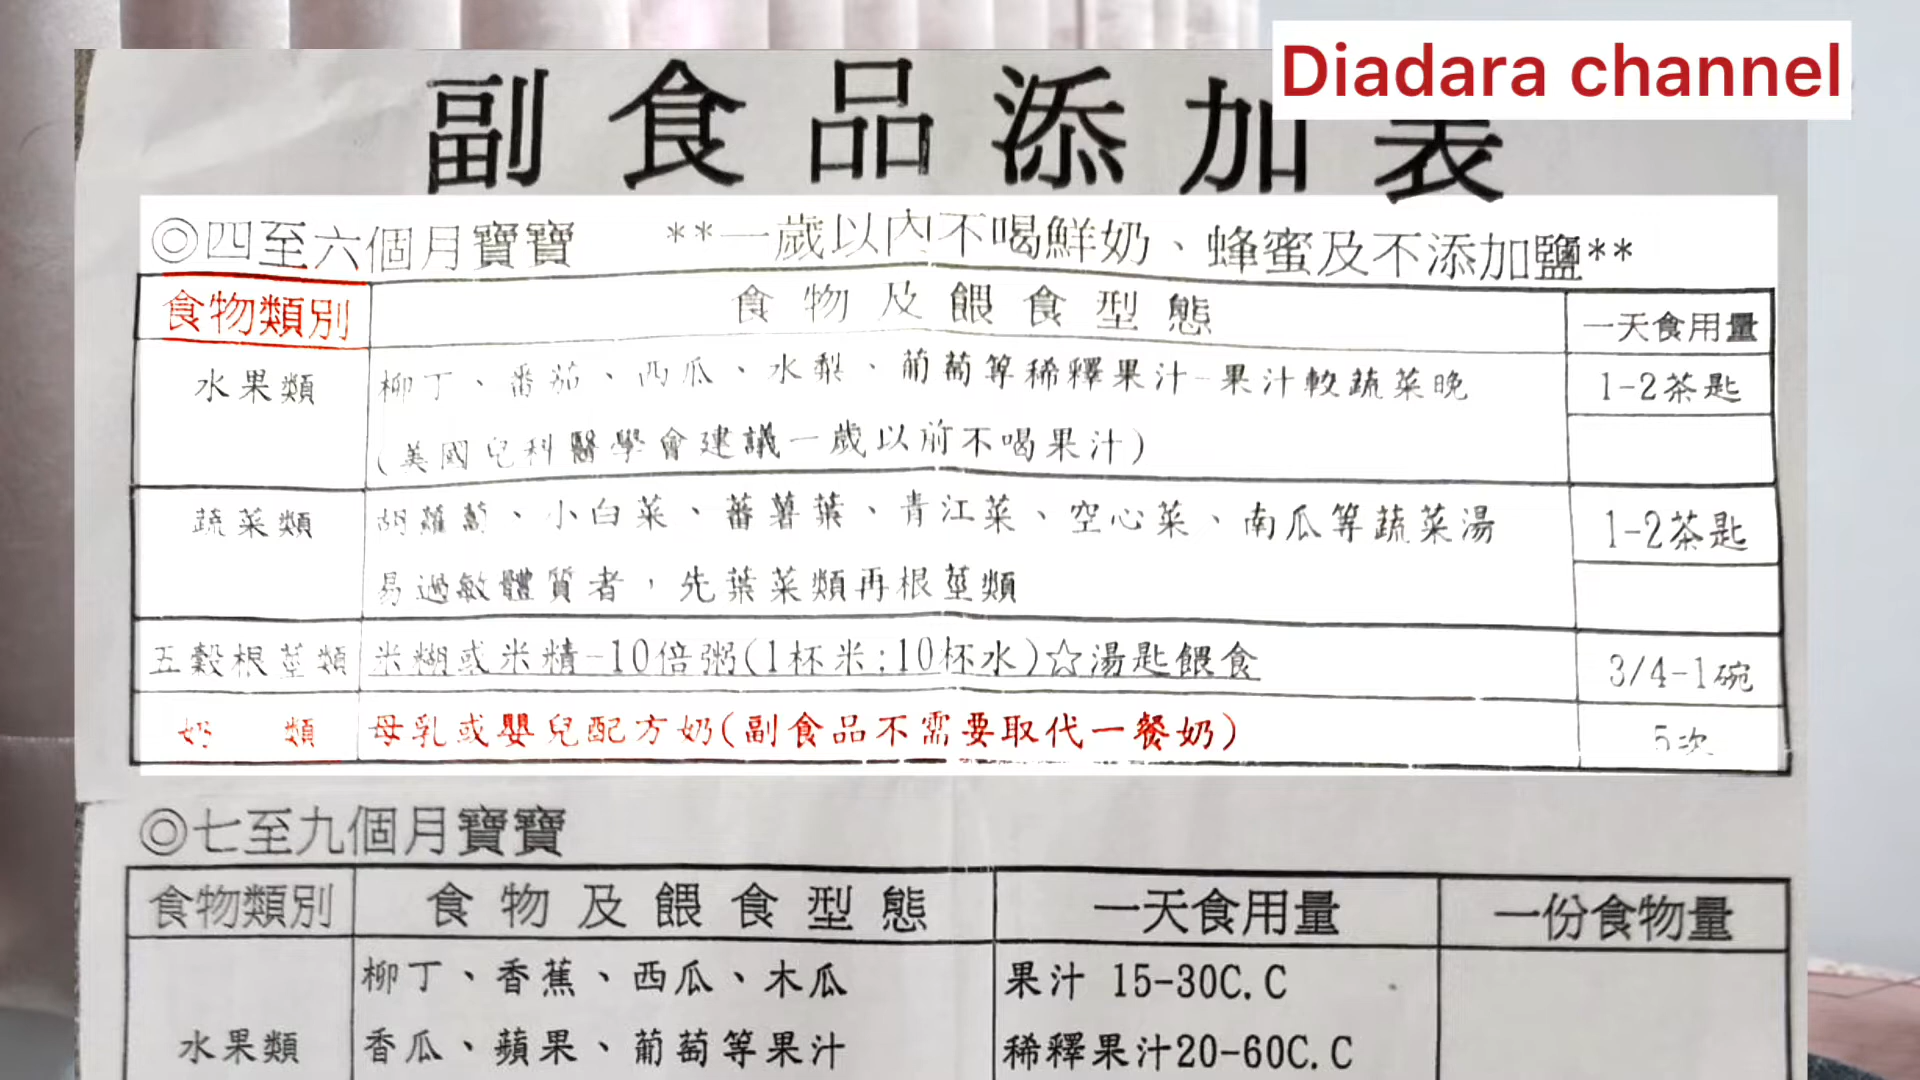 Diadara channel
副食品添加表
◎四至六個月寶寶 **一歲以內不喝鮮奶、蜂蜜及不添加鹽**
食物類別 食物及餵食型態 一天食用量
水果類 柳丁、番茄、西瓜、水梨、葡萄等稀釋果汁-果汁較蔬菜晚 1-2茶匙
(美國兒科醫學會建議一歲以前不喝果汁)
蔬菜類 胡蘿蔔、小白菜、蕃薯葉、青江菜、空心菜、南瓜等蔬菜湯 1-2茶匙
易過敏體質者，先葉菜類再根莖類
五穀根莖類 米糊或米精-10倍粥(1杯米:10杯水)☆湯匙餵食 3/4-1碗
奶類 母乳或嬰兒配方奶(副食品不需要取代一餐奶) 5次
◎七至九個月寶寶
食物類別 食物及餵食型態 一天食用量 一份食物量
柳丁、香蕉、西瓜、木瓜 果汁 15-30C.C
水果類 香瓜、蘋果、葡萄等果汁 稀釋果汁20-60C.C